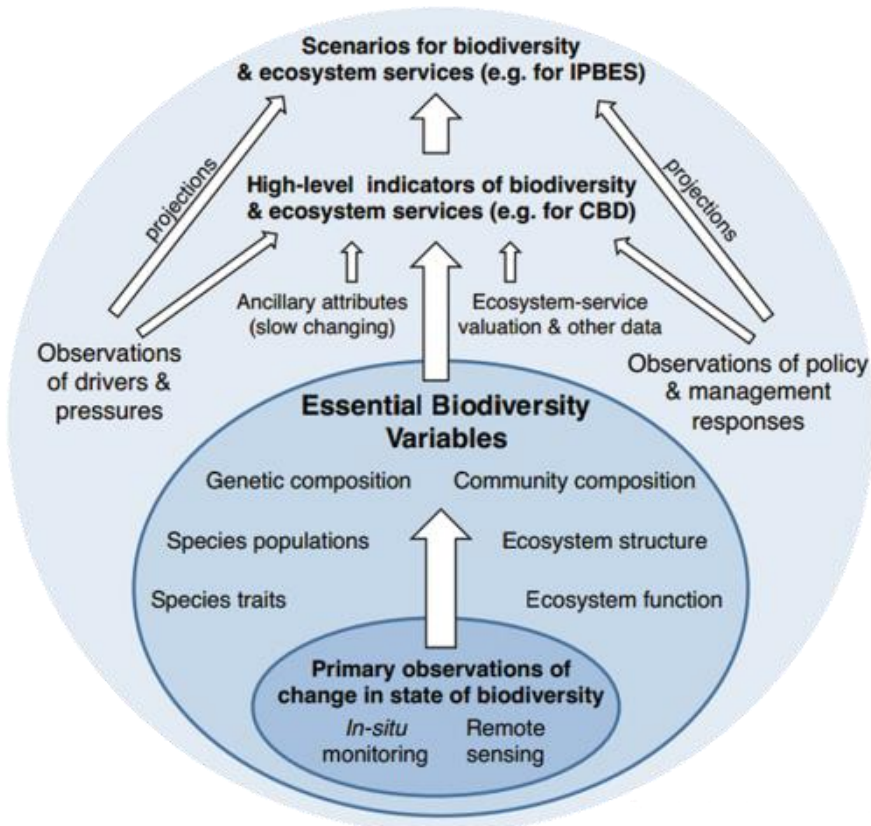 Scenarios for biodiversity
& ecosystem services (e.g. for IPBES)
projections
projections
High-level indicators of biodiversity
& ecosystem services (e.g. for CBD)
Ancillary attributes
(slow changing)
Ecosystem-service
valuation & other data
Observations
of drivers &
pressures
Observations of policy
& management
responses
Essential Biodiversity
Variables
Genetic composition
Community composition
Species populations
Ecosystem structure
Species traits
Ecosystem function
Primary observations of
change in state of biodiversity
In-situ
monitoring
Remote
sensing